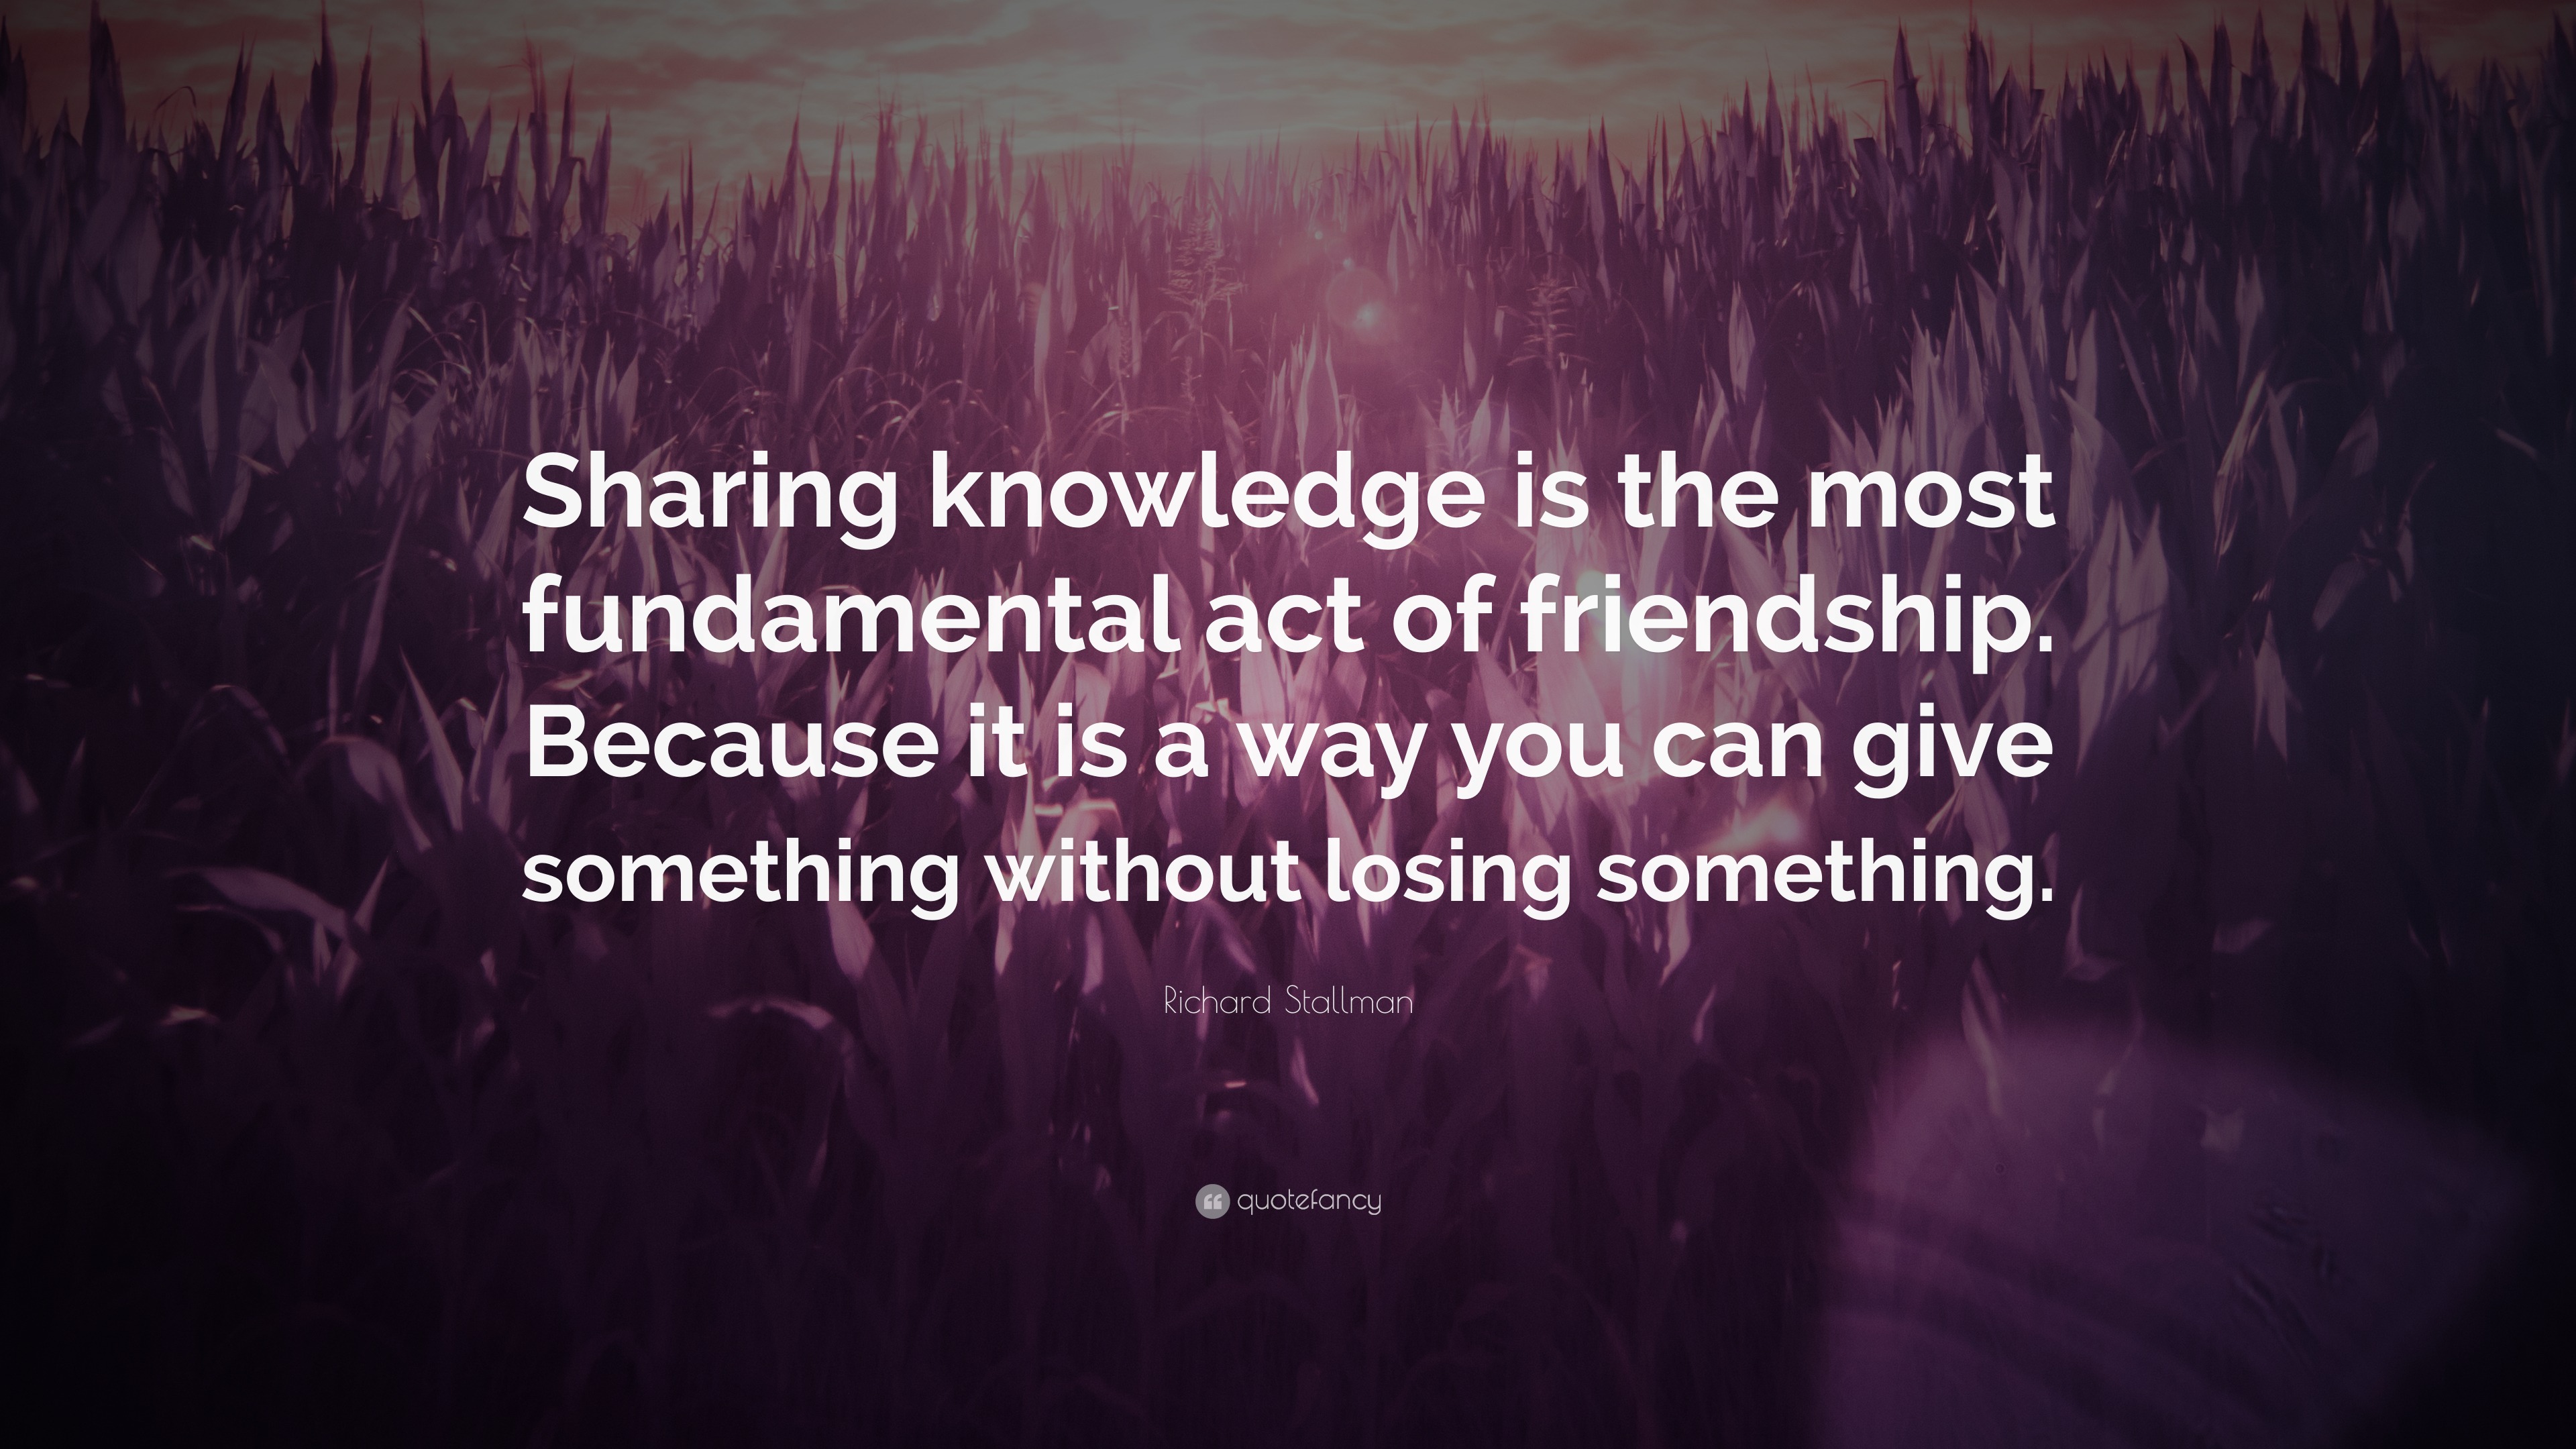 Sharing knowledge is the most
fundamental act of friendship.
Because it is a way you can give
something without losing something.
Richard Stallman
quotefancy